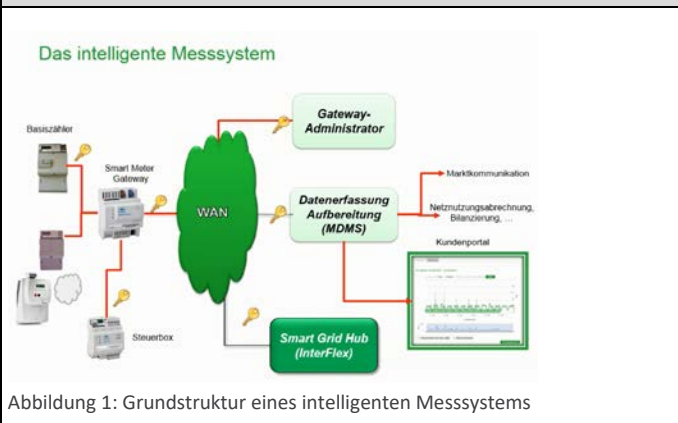 Das intelligente Messsystem
Gateway-
Administrator
Basiszähler
Smart Meter
Gateway
Marktkommunikation
WAN
Datenerfassung
Aufbereitung
(MDMS)
Netznutzungsabrechnung,
Bilanzierung, ...
Kundenportal
Steuerbox
Smart Grid Hub
(InterFlex)
Abbildung 1: Grundstruktur eines intelligenten Messsystems